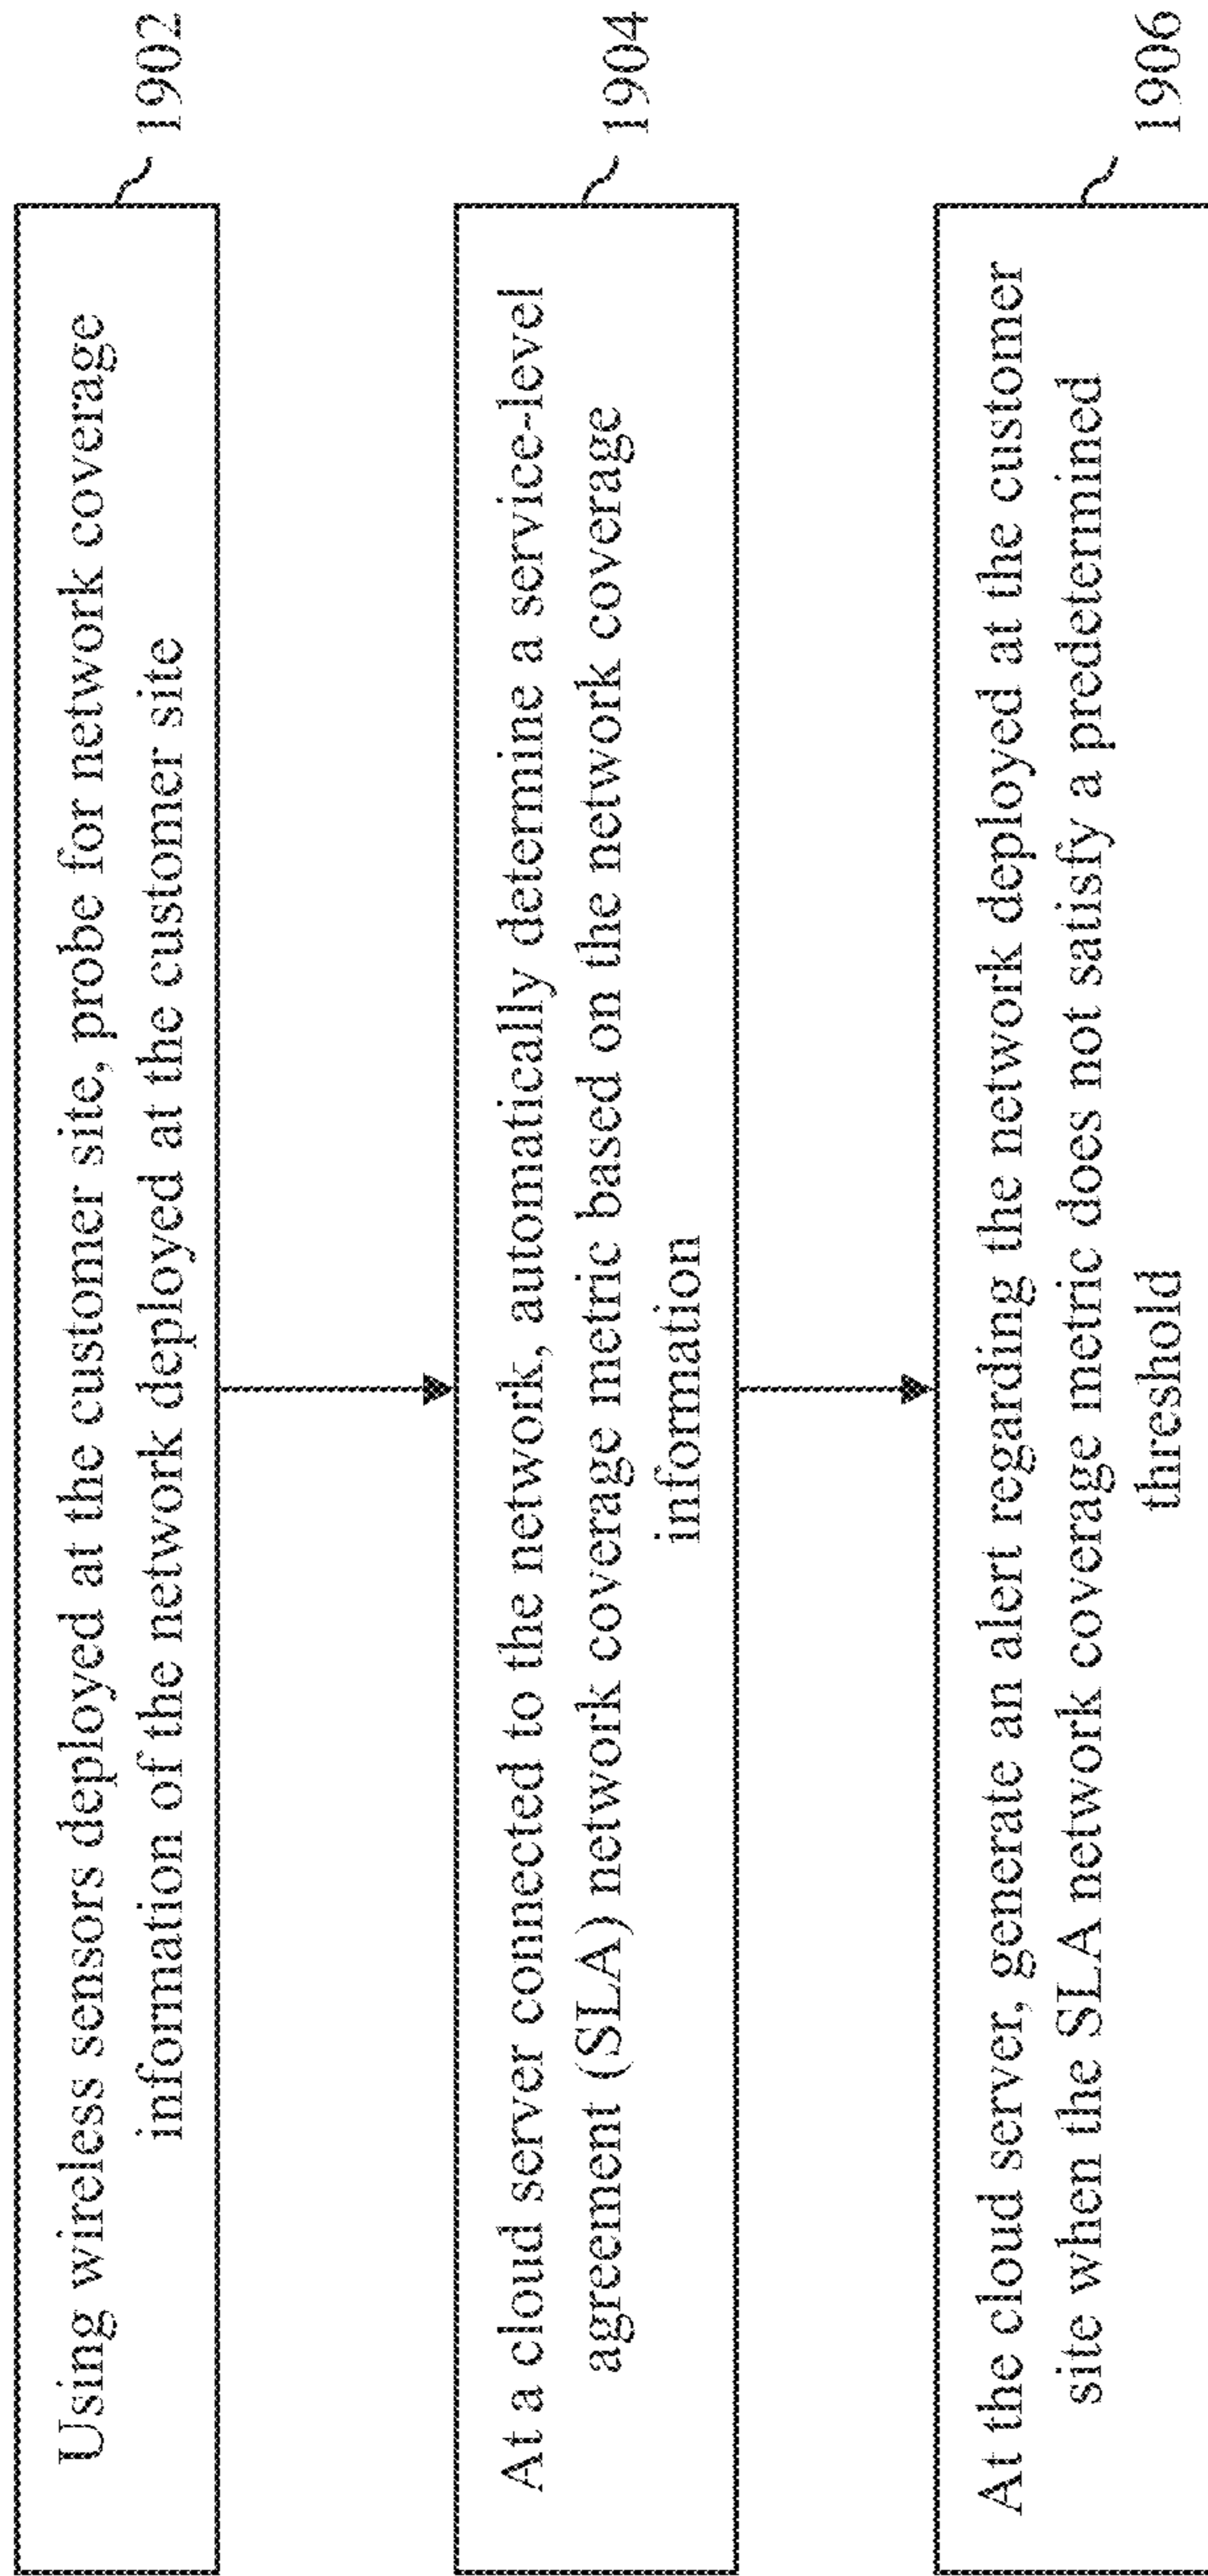 Using wireless sensors deployed at the customer site, probe for network coverage
information of the network deployed at the customer site
1902
At a cloud server connected to the network, automatically determine a service-level
agreement (SLA) network coverage metric based on the network coverage
information
1904
At the cloud server, generate an alert regarding the network deployed at the customer
site when the SLA network coverage metric does not satisfy a predetermined
threshold
1906